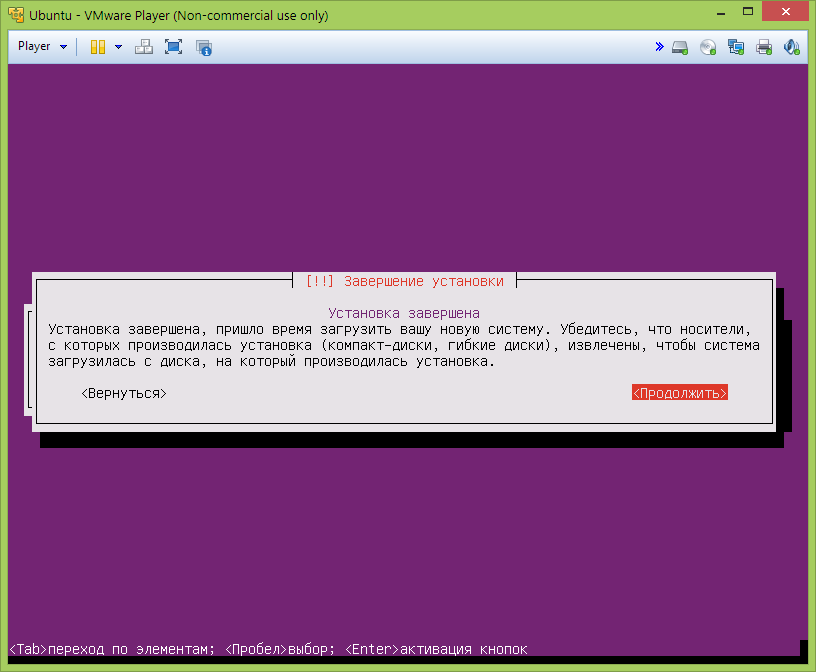 Ubuntu - VMware Player (Non-commercial use only)
Player
[!!] Завершение установки
Установка завершена
Установка завершена, пришло время загрузить вашу новую систему. Убедитесь, что носители,
с которых производилась установка (компакт-диски, гибкие диски), извлечены, чтобы система
загрузилась с диска, на который производилась установка.
<Вернуться> <Продолжить>
<Tab>переход по элементам; <Пробел>выбор; <Enter>активация кнопок